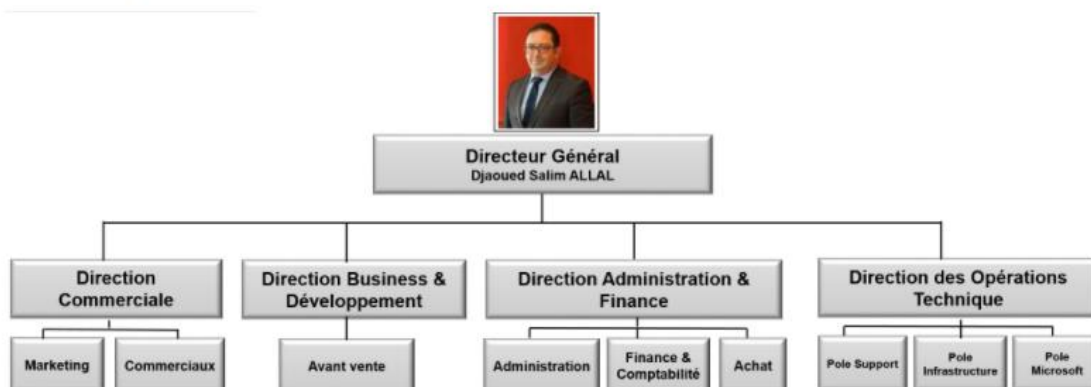 Directeur Général
Djaoued Salim ALLAL
Direction
Commerciale
Direction Business &
Développement
Direction Administration &
Finance
Direction des Opérations
Technique
Marketing
Commerciaux
Avant vente
Administration
Finance &
Comptabilité
Achat
Pole Support
Pole
Infrastructure
Pole
Microsoft